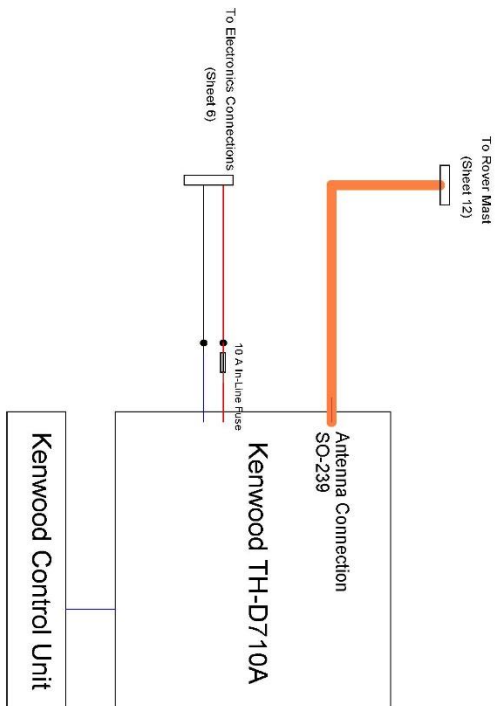 To Rover Mast
(Sheet 12)
To Electronics Connections
(Sheet 6)
10 A In-Line Fuse
Antenna Connection
SO-239
Kenwood TH-D710A
Kenwood Control Unit